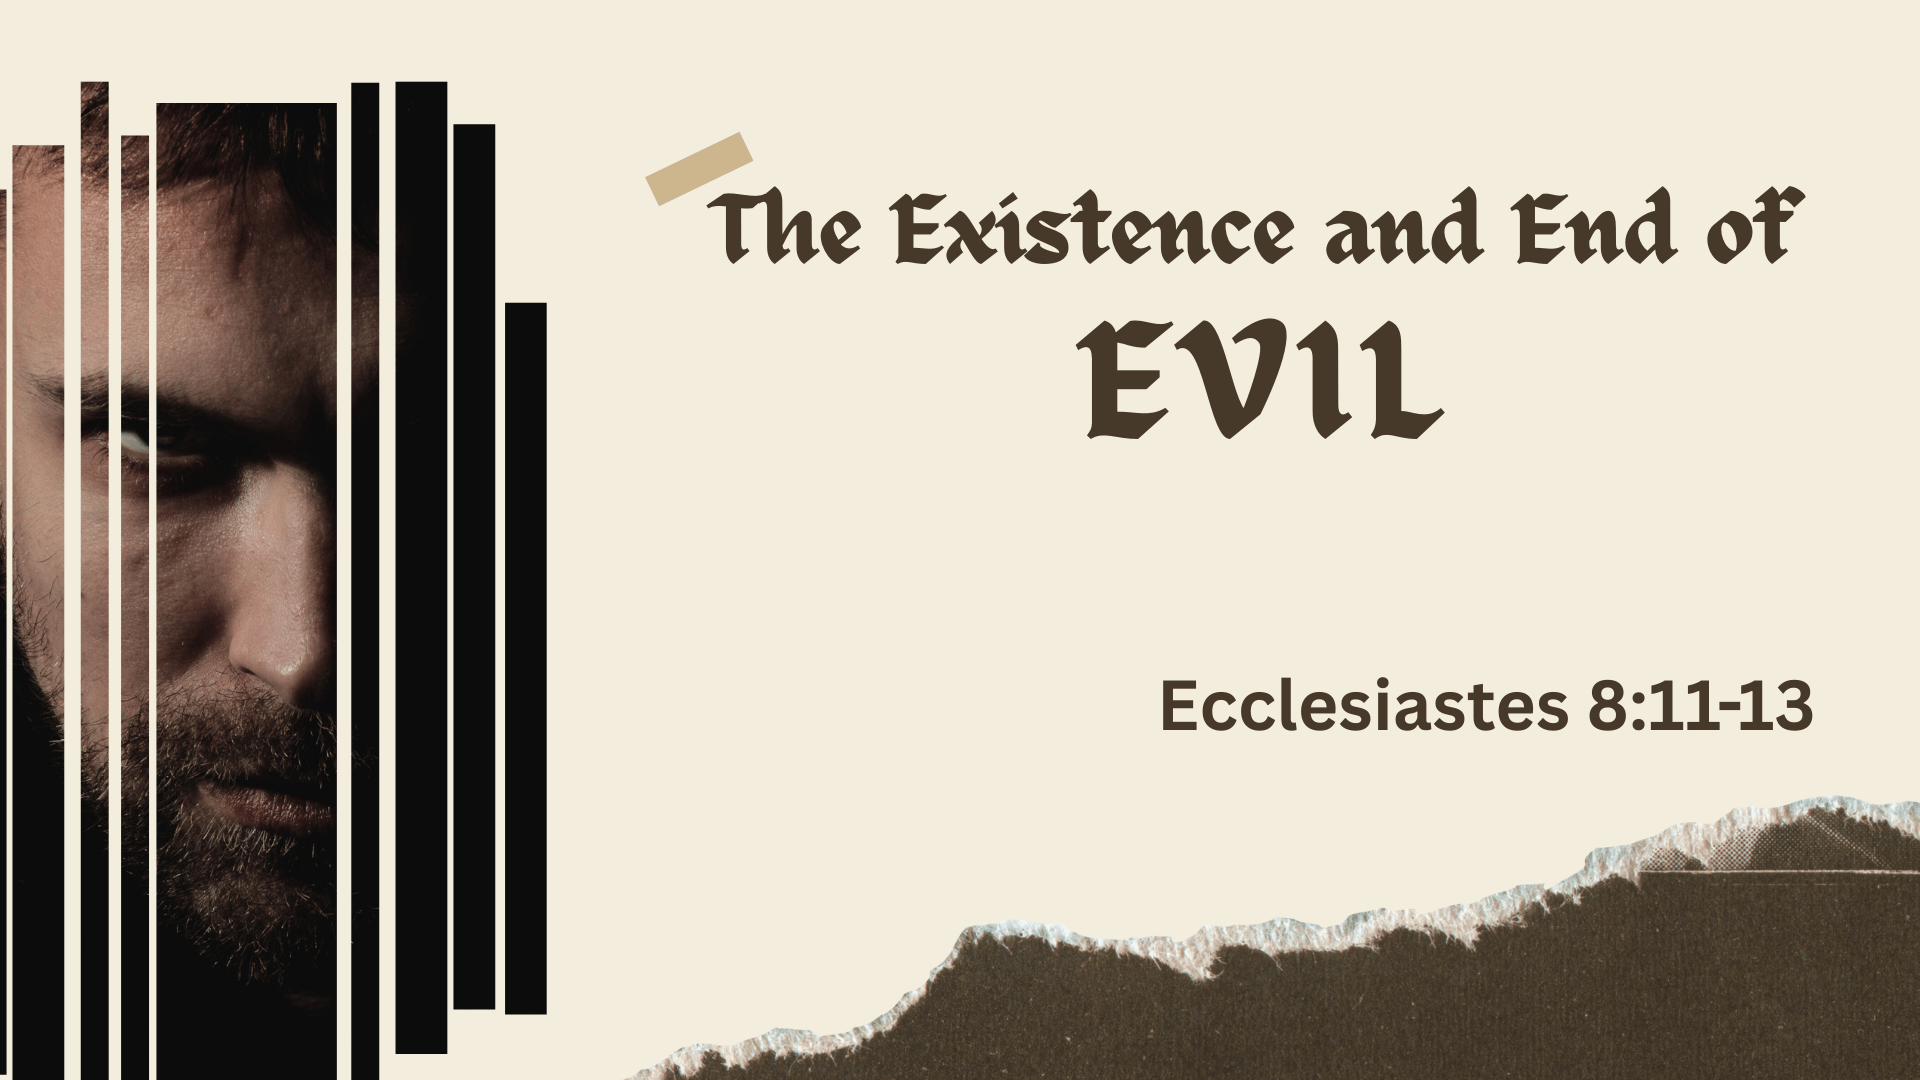 The Existence and End of
EVIL
Ecclesiastes 8:11-13